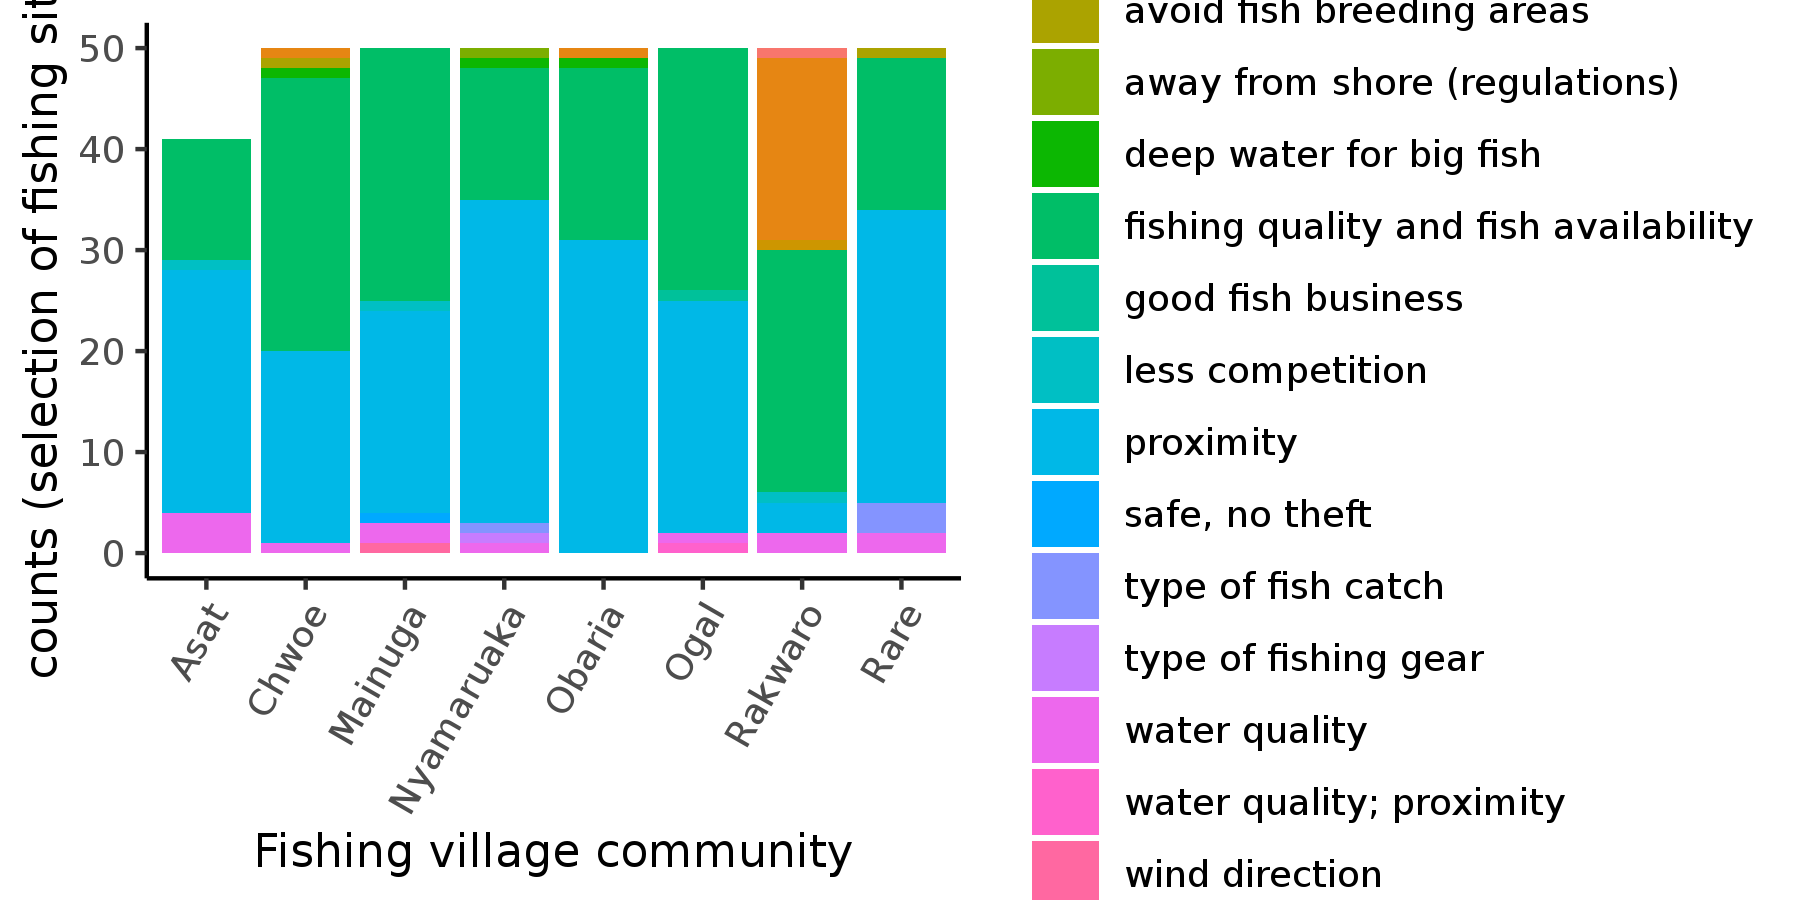 counts (selection of fishing sit
50
40
30
20
10
0
Asat
Chwoe
Mainuga
Nyamaruaka
Obaria
Ogal
Rakwaro
Rare
Fishing village community
avoid fish breeding areas
away from shore (regulations)
deep water for big fish
fishing quality and fish availability
good fish business
less competition
proximity
safe, no theft
type of fish catch
type of fishing gear
water quality
water quality; proximity
wind direction